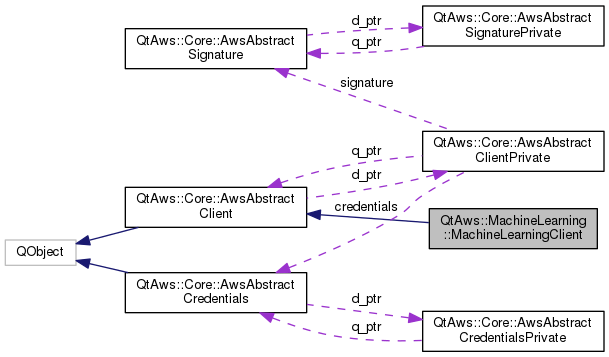 QtAws::Core::AwsAbstract
SignaturePrivate
d_ptr
q_ptr
QtAws::Core::AwsAbstract
Signature
signature
QtAws::Core::AwsAbstract
ClientPrivate
q_ptr
d_ptr
QtAws::Core::AwsAbstract
Client
credentials
QtAws::MachineLearning
::MachineLearningClient
QObject
QtAws::Core::AwsAbstract
Credentials
d_ptr
q_ptr
QtAws::Core::AwsAbstract
CredentialsPrivate